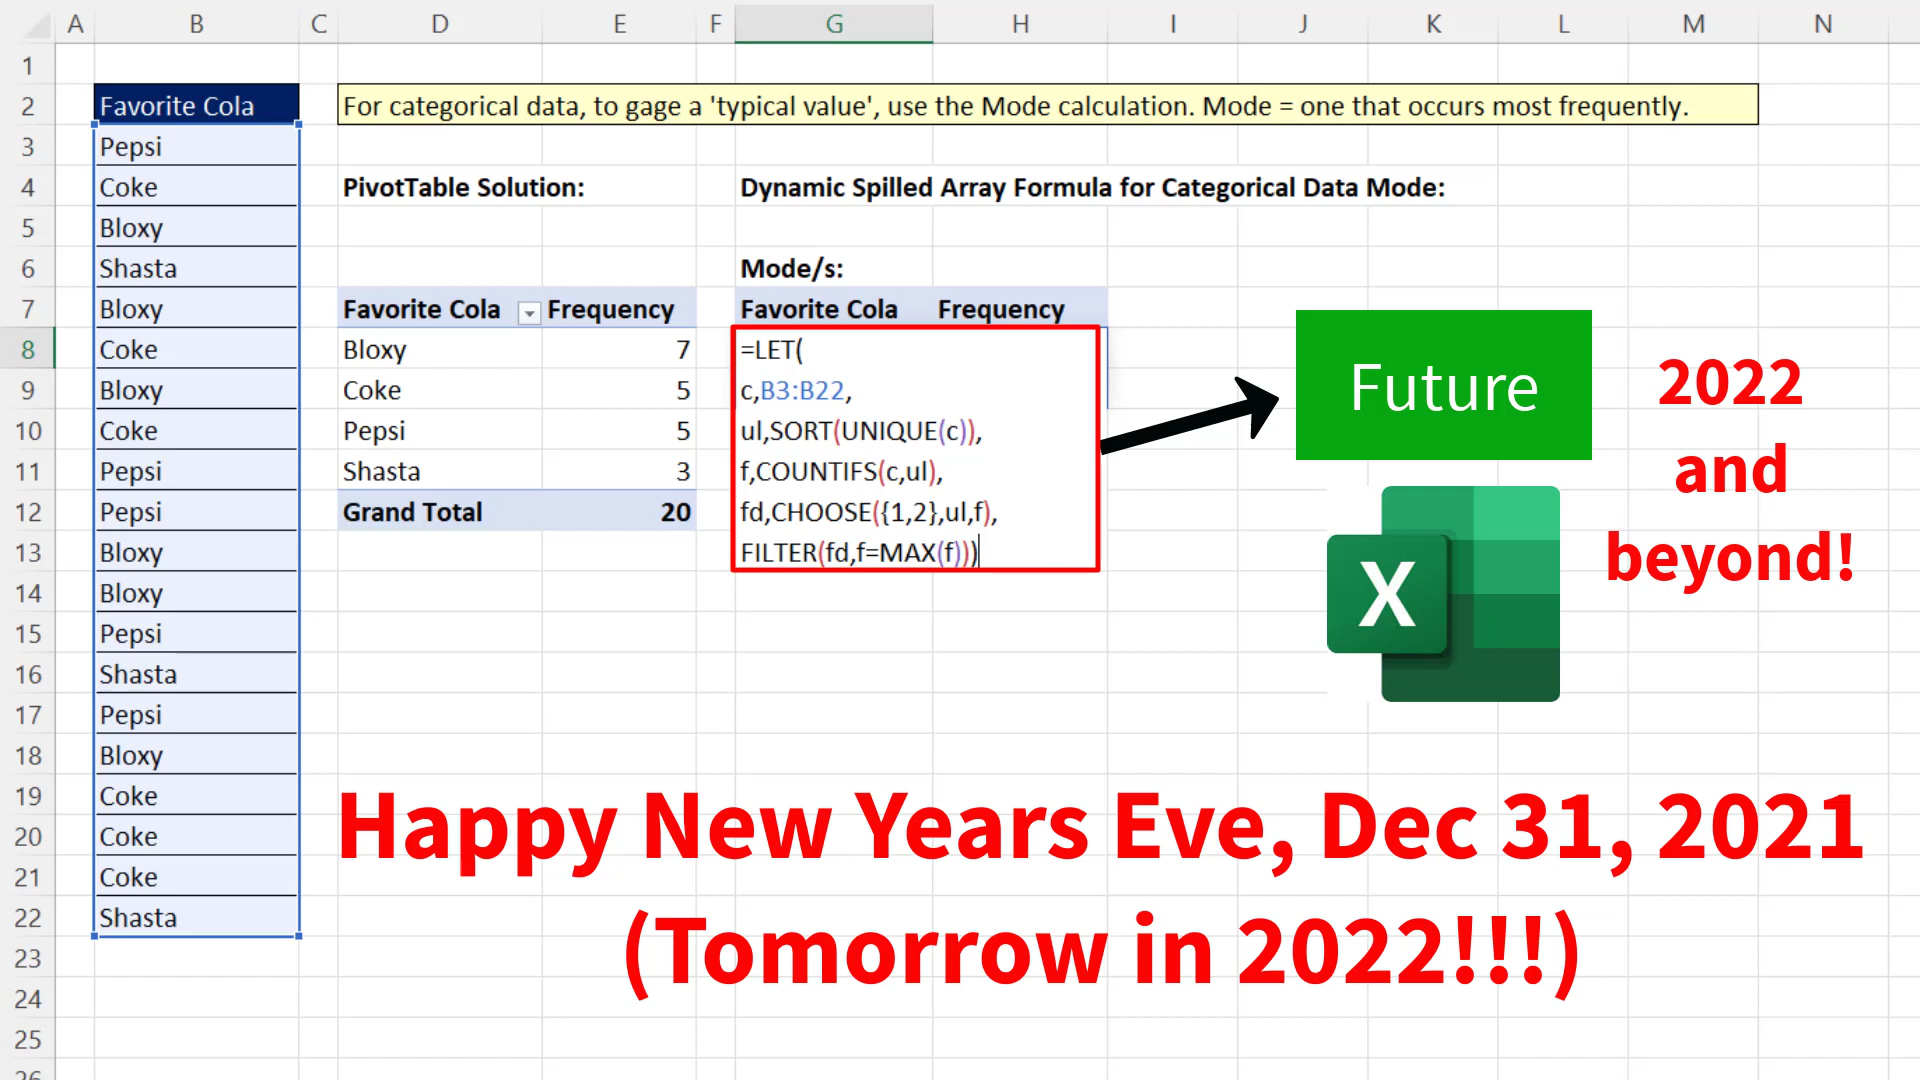 A B C D E F G H I J K L M N
1
2 Favorite Cola For categorical data, to gage a 'typical value', use the Mode calculation. Mode = one that occurs most frequently.
3 Pepsi
4 Coke PivotTable Solution: Dynamic Spilled Array Formula for Categorical Data Mode:
5 Bloxy
6 Shasta Mode/s:
7 Bloxy Favorite Cola Frequency Favorite Cola Frequency
8 Coke Bloxy 7 =LET(
9 Bloxy Coke 5 c,B3:B22,
10 Coke Pepsi 5 ul,SORT(UNIQUE(c)),
11 Pepsi Shasta 3 f,COUNTIFS(c,ul),
12 Pepsi Grand Total 20 fd,CHOOSE({1,2},ul,f),
13 Bloxy FILTER(fd,f=MAX(f)))
14 Bloxy
15 Pepsi
16 Shasta
17 Pepsi
18 Bloxy
19 Coke
20 Coke
21 Coke
22 Shasta
23
24
25
26
Future
X
2022
and
beyond!
Happy New Years Eve, Dec 31, 2021
(Tomorrow in 2022!!!)